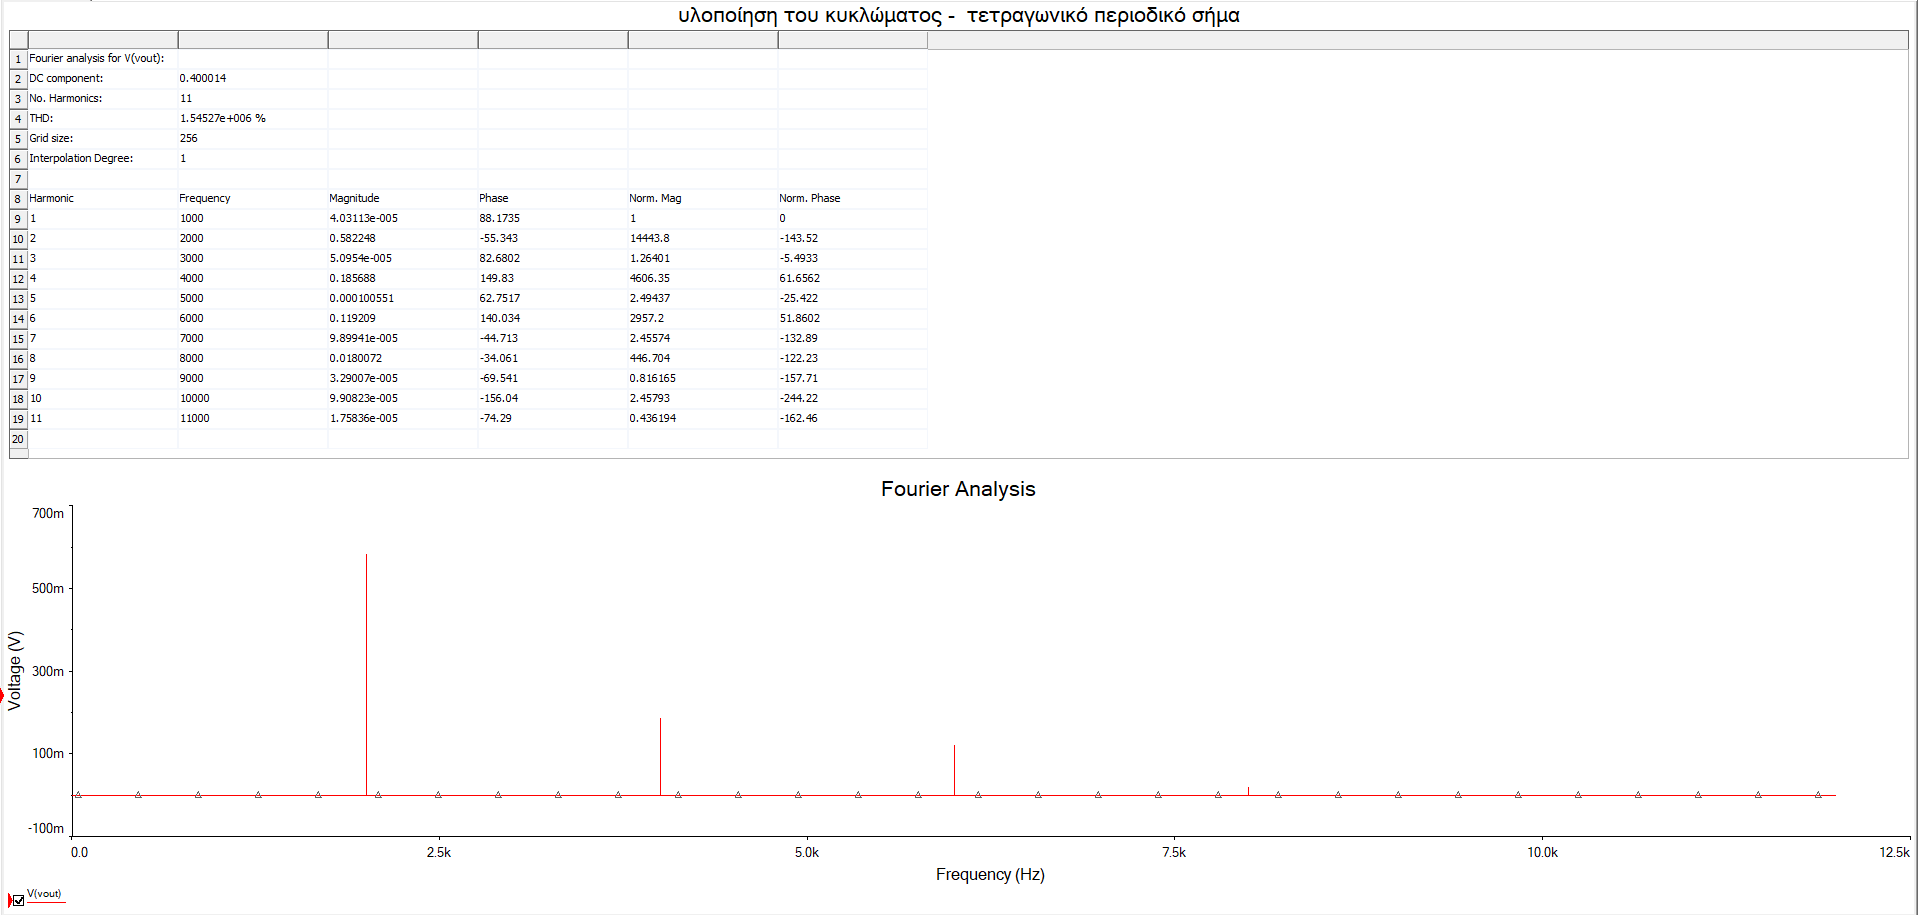 υλοποίηση του κυκλώματος -  τετραγωνικό περιοδικό σήμα
1 Fourier analysis for V(vout):
2 DC component: 0.400014
3 No. Harmonics: 11
4 THD: 1.54527e+006 %
5 Grid size: 256
6 Interpolation Degree: 1
7
8 Harmonic Frequency Magnitude Phase Norm. Mag Norm. Phase
9 1 1000 4.03113e-005 88.1735 1 0
10 2 2000 0.582248 -55.343 14443.8 -143.52
11 3 3000 5.0954e-005 82.6802 1.26401 -5.4933
12 4 4000 0.185688 149.83 4606.35 61.6562
13 5 5000 0.000100551 62.7517 2.49437 -25.422
14 6 6000 0.119209 140.034 2957.2 51.8602
15 7 7000 9.89941e-005 -44.713 2.45574 -132.89
16 8 8000 0.0180072 -34.061 446.704 -122.23
17 9 9000 3.29007e-005 -69.541 0.816165 -157.71
18 10 10000 9.90823e-005 -156.04 2.45793 -244.22
19 11 11000 1.75836e-005 -74.29 0.436194 -162.46
20
Fourier Analysis
700m
500m
300m
100m
-100m
Voltage (V)
0.0 2.5k 5.0k 7.5k 10.0k 12.5k
Frequency (Hz)
V(vout)